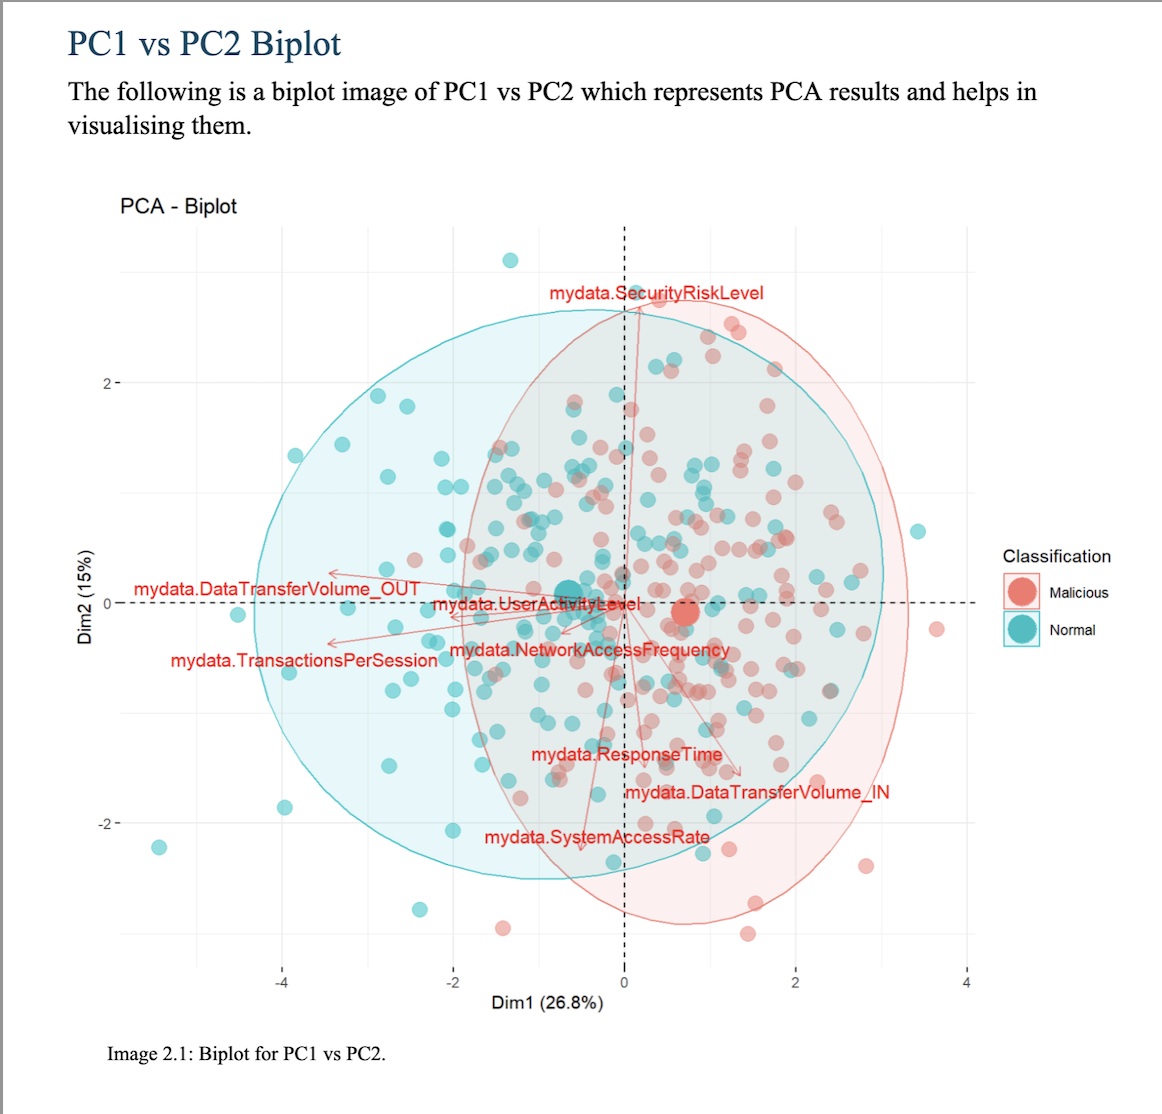 PC1 vs PC2 Biplot
The following is a biplot image of PC1 vs PC2 which represents PCA results and helps in
visualising them.
PCA - Biplot
mydata.SecurityRiskLevel
2
mydata.DataTransferVolume_OUT
mydata.UserActivityLevel
0
mydata.NetworkAccessFrequency
mydata.TransactionsPerSession
mydata.ResponseTime
mydata.DataTransferVolume_IN
-2
mydata.SystemAccessRate
Dim2 (15%)
-4 -2 0 2 4
Dim1 (26.8%)
Classification
Malicious
Normal
Image 2.1: Biplot for PC1 vs PC2.